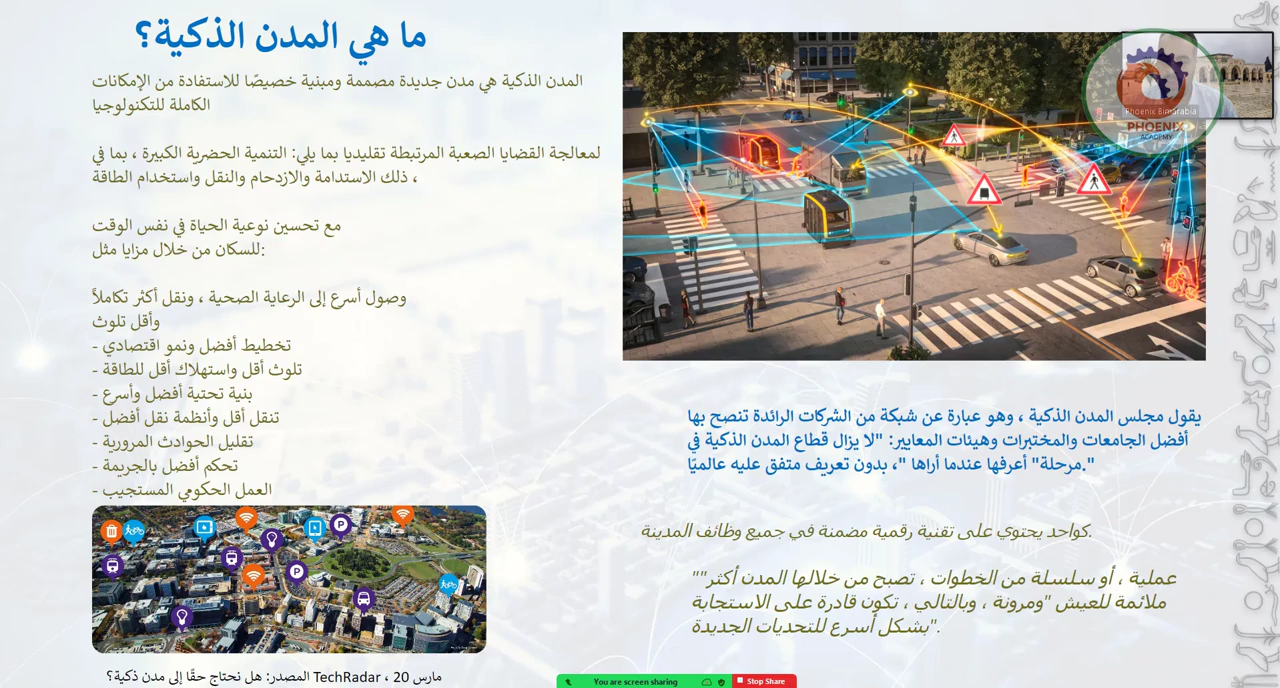 ما هي المدن الذكية؟
المدن الذكية هي مدن جديدة مصممة ومبنية خصيصًا للاستفادة من الإمكانات
الكاملة للتكنولوجيا
لمعالجة القضايا الصعبة المرتبطة تقليديا بما يلي: التنمية الحضرية الكبيرة ، بما في
، ذلك الاستدامة والازدحام والنقل واستخدام الطاقة
مع تحسين نوعية الحياة في نفس الوقت
للسكان من خلال مزايا مثل:
وصول أسرع إلى الرعاية الصحية ، ونقل أكثر تكاملاً
وأقل تلوث
- تخطيط أفضل ونمو اقتصادي
- تلوث أقل واستهلاك أقل للطاقة
- بنية تحتية أفضل وأسرع
- تنقل أقل وأنظمة نقل أفضل
- تقليل الحوادث المرورية
- تحكم أفضل بالجريمة
- العمل الحكومي المستجيب
P
P
مارس 20 ، TechRadar المصدر: هل نحتاج حقًا إلى مدن ذكية؟
Phoenix Bimarabia
PHOENIX
ACADEMY
يقول مجلس المدن الذكية ، وهو عبارة عن شبكة من الشركات الرائدة تنصح بها
أفضل الجامعات والمختبرات وهيئات المعايير: "لا يزال قطاع المدن الذكية في
مرحلة" أعرفها عندما أراها "، بدون تعريف متفق عليه عالميًا."
كواحد يحتوي على تقنية رقمية مضمنة في جميع وظائف المدينة.
""عملية ، أو سلسلة من الخطوات ، تصبح من خلالها المدن أكثر
ملائمة للعيش "ومرونة ، وبالتالي ، تكون قادرة على الاستجابة
بشكل أسرع للتحديات الجديدة".
You are screen sharing
Stop Share